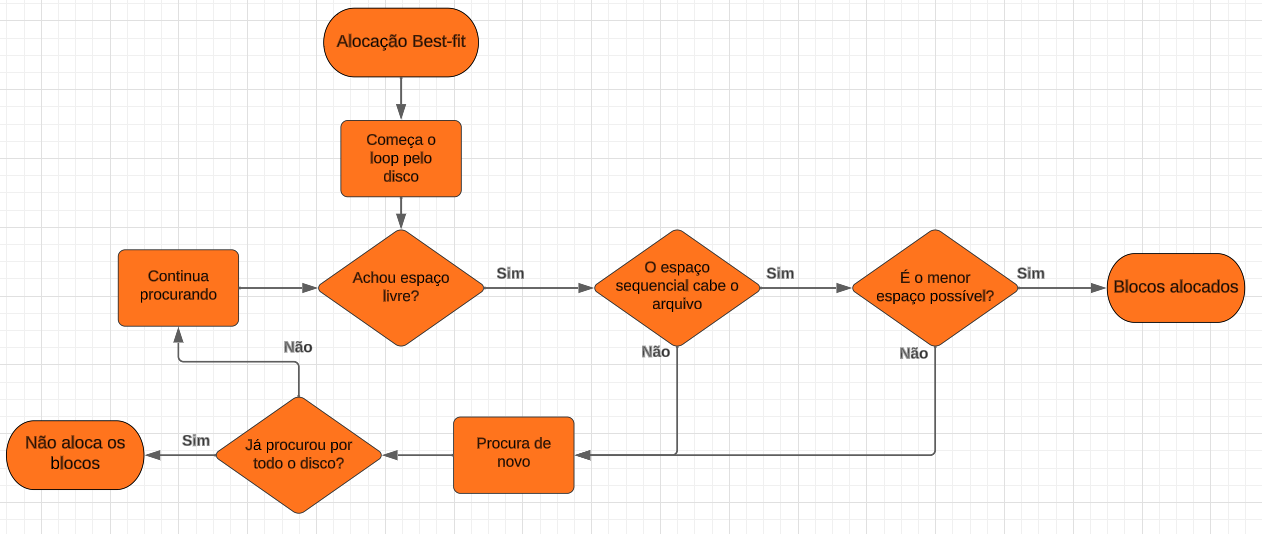 Alocação Best-fit
Começa o
loop pelo
disco
Continua
procurando
Achou espaço
livre?
Sim
O espaço
sequencial cabe o
arquivo
Sim
É o menor
espaço possível?
Sim
Blocos alocados
Não
Não
Não
Não aloca os
blocos
Sim
Já procurou por
todo o disco?
Procura de
novo